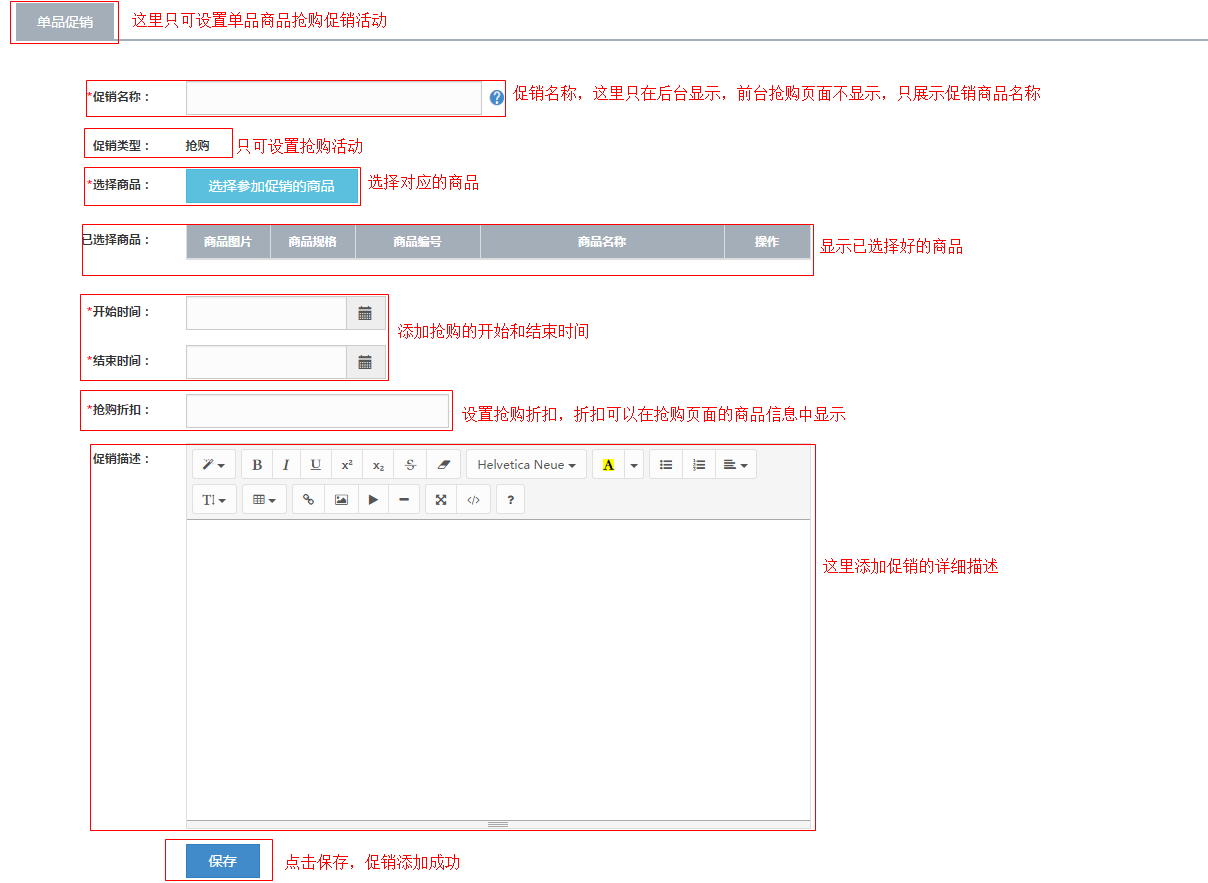 单品促销 这里只可设置单品商品抢购促销活动
*促销名称： ? 促销名称，这里只在后台显示，前台抢购页面不显示，只展示促销商品名称
促销类型： 抢购 只可设置抢购活动
*选择商品： 选择参加促销的商品 选择对应的商品
已选择商品： 商品图片 商品规格 商品编号 商品名称 操作 显示已选择好的商品
*开始时间：
添加抢购的开始和结束时间
*结束时间：
*抢购折扣： 设置抢购折扣，折扣可以在抢购页面的商品信息中显示
促销描述： B I U x² x₂ S Helvetica Neue A
T! </> ?
这里添加促销的详细描述
保存 点击保存，促销添加成功